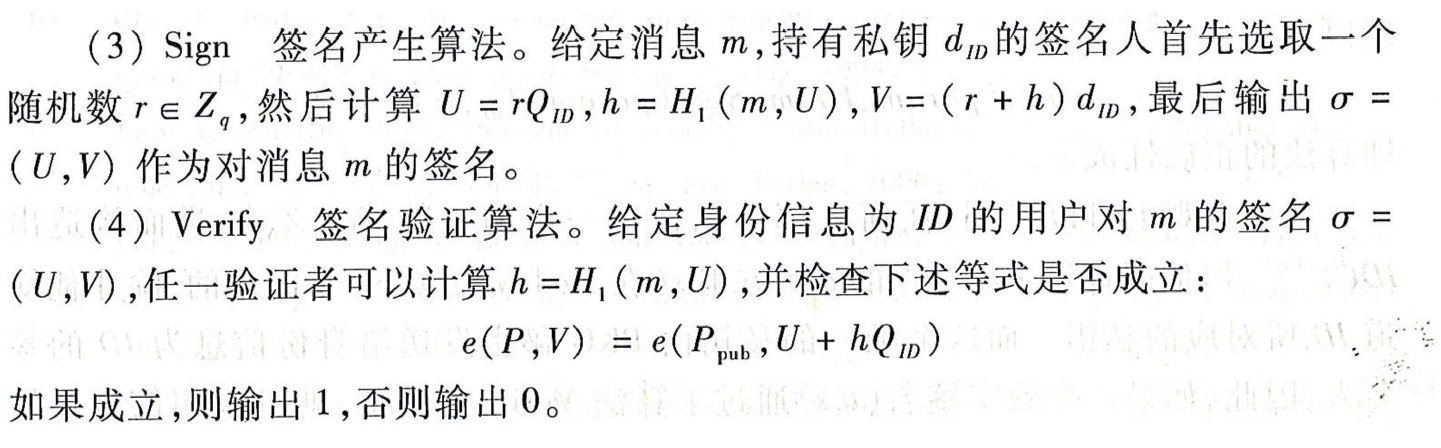 (3) Sign 签名产生算法。给定消息 m,持有私钥 d_{ID}的签名人首先选取一个
随机数 r ∈ Z_q,然后计算 U = rQ_{ID},h = H_1(m,U),V = (r + h)d_{ID},最后输出 σ =
(U,V) 作为对消息 m 的签名。
(4) Verify 签名验证算法。给定身份信息为 ID 的用户对 m 的签名 σ =
(U,V),任一验证者可以计算 h = H_1(m,U),并检查下述等式是否成立:
e(P,V) = e(P_{pub},U + hQ_{ID})
如果成立,则输出 1,否则输出 0。